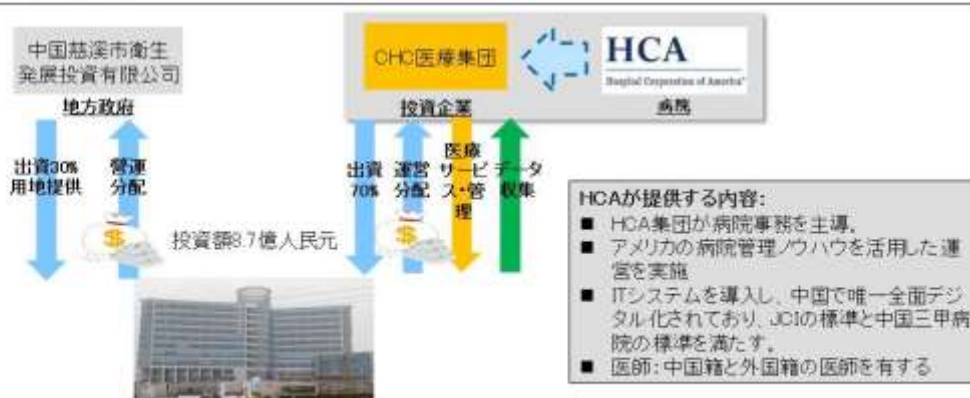 中国慈溪市衛生
発展投資有限公司
地方政府
CHC医療集団
投資企業
HCA
Hospital Corporation of America
病院
出資30%
用地提供
営運
分配
出資
70%
運営
分配
医療
サービ
ス・管
理
データ
収集
投資額8.7億人民元
HCAが提供する内容:
■ HCA集団が病院事務を主導。
■ アメリカの病院管理ノウハウを活用した運
営を実施
■ ITシステムを導入し、中国で唯一全面デジ
タル化されており、JCIの標準と中国三甲病
院の標準を満たす。
■ 医師:中国籍と外国籍の医師を有する